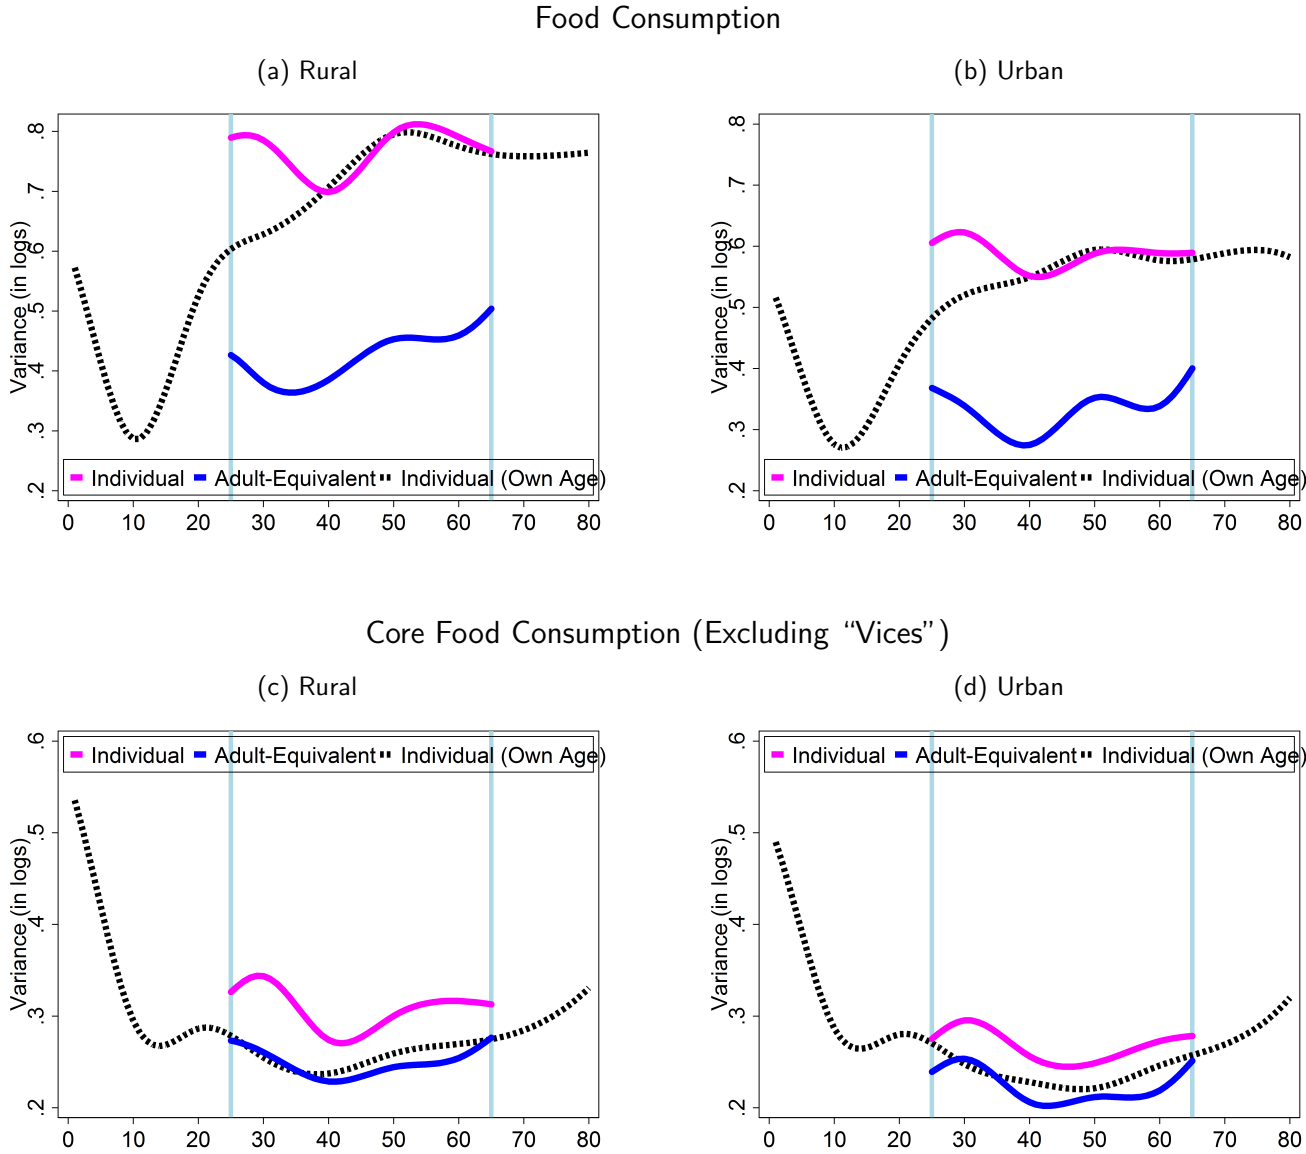 Food Consumption
(a) Rural
(b) Urban
Variance (in logs)
.8
.7
.6
.5
.4
.3
.2
Individual Adult-Equivalent Individual (Own Age)
0 10 20 30 40 50 60 70 80
Variance (in logs)
.8
.7
.6
.5
.4
.3
.2
Individual Adult-Equivalent Individual (Own Age)
0 10 20 30 40 50 60 70 80
Core Food Consumption (Excluding “Vices”)
(c) Rural
(d) Urban
Variance (in logs)
.6
.5
.4
.3
.2
Individual Adult-Equivalent Individual (Own Age)
0 10 20 30 40 50 60 70 80
Variance (in logs)
.6
.5
.4
.3
.2
Individual Adult-Equivalent Individual (Own Age)
0 10 20 30 40 50 60 70 80